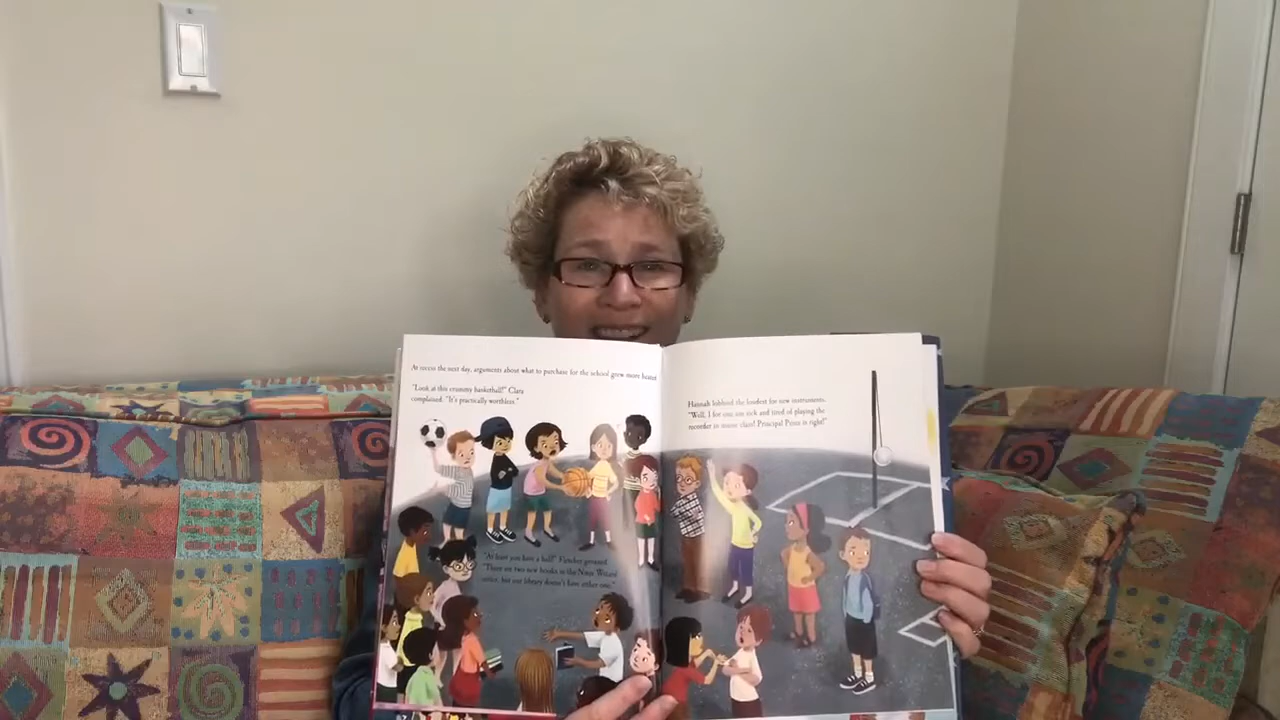 At recess the next day, arguments about what to purchase for the school grew more heated
"Look at this crummy basketball!" Clara
complained. "It's practically worthless."
Hannah lobbied the loudest for new instruments.
"Well, I for one am sick and tired of playing the
recorder in music class! Principal Posta is right!"
"At least you have a ball!" Fletcher groaned.
"There are two new books in the Ninja Wizard
series, but our library doesn't have either one."